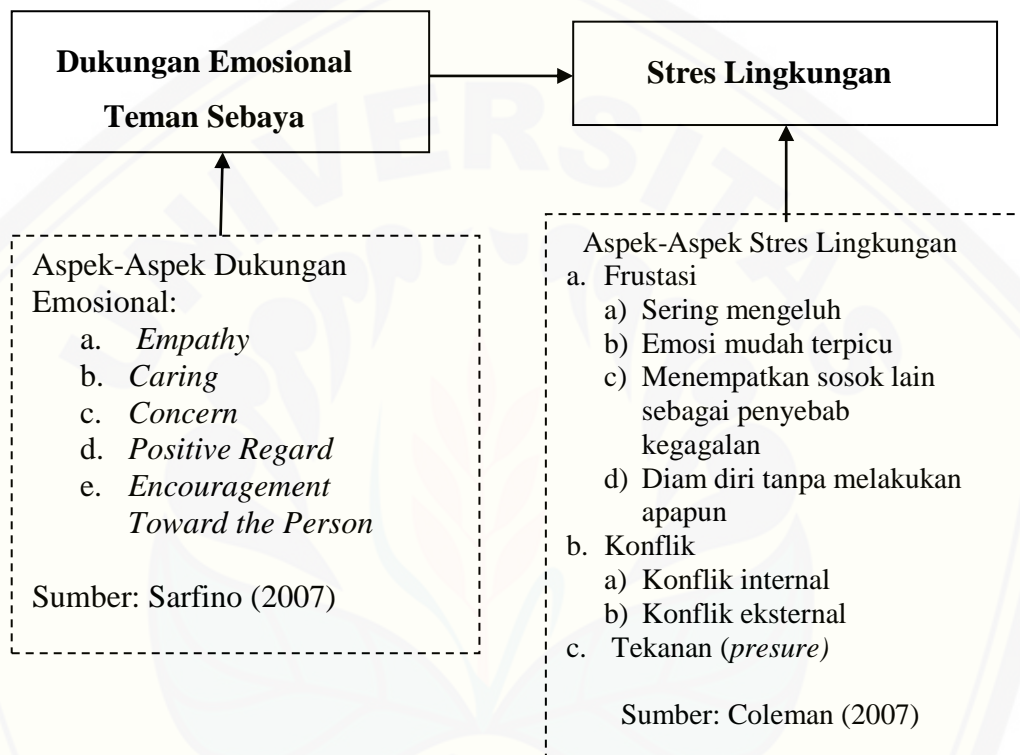 Dukungan Emosional
Teman Sebaya
Stres Lingkungan
Aspek-Aspek Dukungan
Emosional:
a. Empathy
b. Caring
c. Concern
d. Positive Regard
e. Encouragement
Toward the Person
Sumber: Sarfino (2007)
Aspek-Aspek Stres Lingkungan
a. Frustasi
a) Sering mengeluh
b) Emosi mudah terpicu
c) Menempatkan sosok lain
sebagai penyebab
kegagalan
d) Diam diri tanpa melakukan
apapun
b. Konflik
a) Konflik internal
b) Konflik eksternal
c. Tekanan (presure)
Sumber: Coleman (2007)
UNIVERSITAS